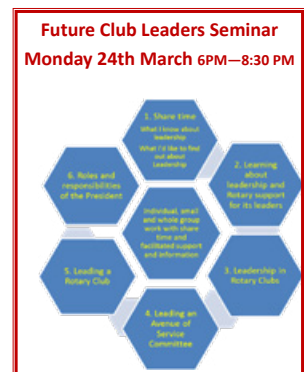 Future Club Leaders Seminar
Monday 24th March 6PM—8:30 PM
1. Share time
What I know about
leadership
What I'd like to find
out about
Leadership
2. Learning
about
leadership and
Rotary support
for its leaders
3. Leadership in
Rotary Clubs
4. Leading an
Avenue of
Service
Committee
5. Leading a
Rotary Club
6. Roles and
responsibilities
of the President
Individual, small
and whole group
work with share
time and
facilitated support
and information